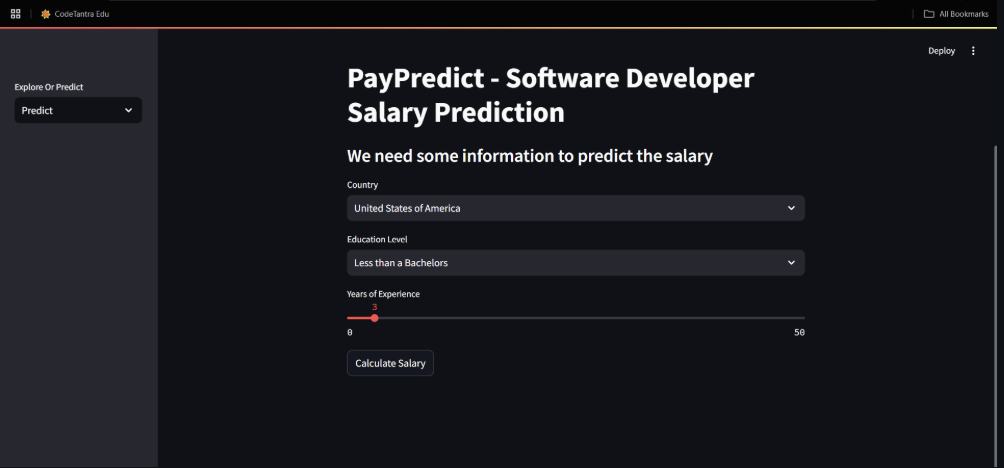 CodeTantra Edu
All Bookmarks
Deploy
Explore Or Predict
Predict
PayPredict - Software Developer
Salary Prediction
We need some information to predict the salary
Country
United States of America
Education Level
Less than a Bachelors
Years of Experience
3
0
50
Calculate Salary